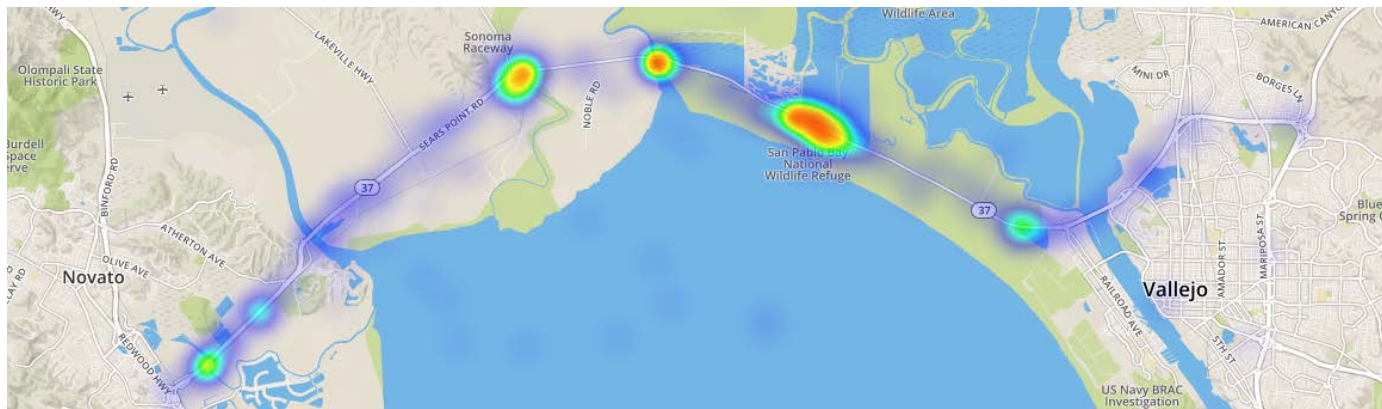 HWY
Olompali State
Historic Park
Burdell
Space
erve
BINFORD RD
LAKEVILLE HWY
Sonoma
Raceway
SEARS POINT RD
NOBLE RD
37
ATHERTON AVE
OLIVE AVE
Novato
REDWOOD HWY
Wildlife Area
San Pablo Bay
National
Wildlife Refuge
37
AMERICAN CANYO
MINI DR
BORGES LN
Blue
Spring
Vallejo
AMADOR ST
MARIPOSA ST
RAILROAD AVE
5TH ST
US Navy BRAC
Investigation